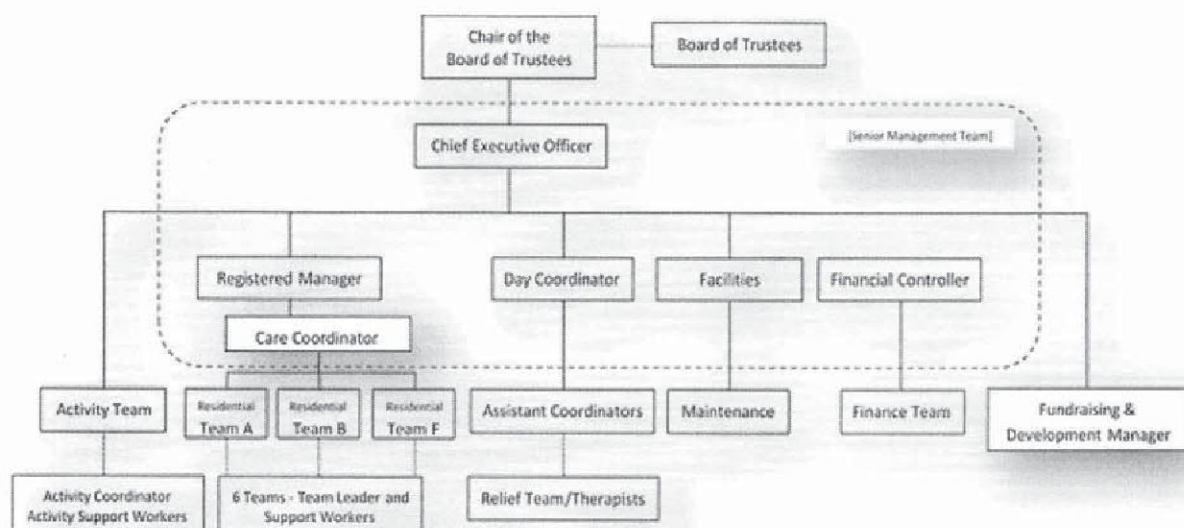 Chair of the
Board of Trustees
Board of Trustees
[Senior Management Team]
Chief Executive Officer
Registered Manager
Day Coordinator
Facilities
Financial Controller
Care Coordinator
Activity Team
Residential
Team A
Residential
Team B
Residential
Team F
Assistant Coordinators
Maintenance
Finance Team
Fundraising &
Development Manager
Activity Coordinator
Activity Support Workers
6 Teams - Team Leader and
Support Workers
Relief Team/Therapists